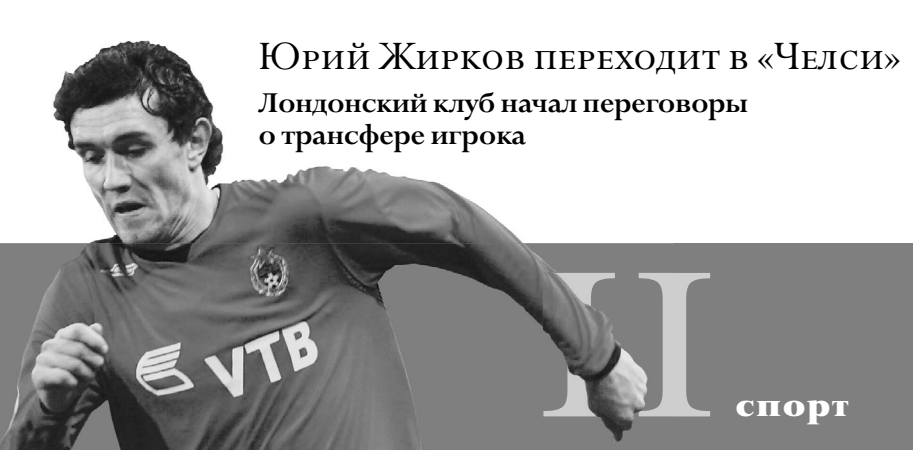 Юрий Жирков переходит в «Челси»
Лондонский клуб начал переговоры
о трансфере игрока
VTB
II
спорт